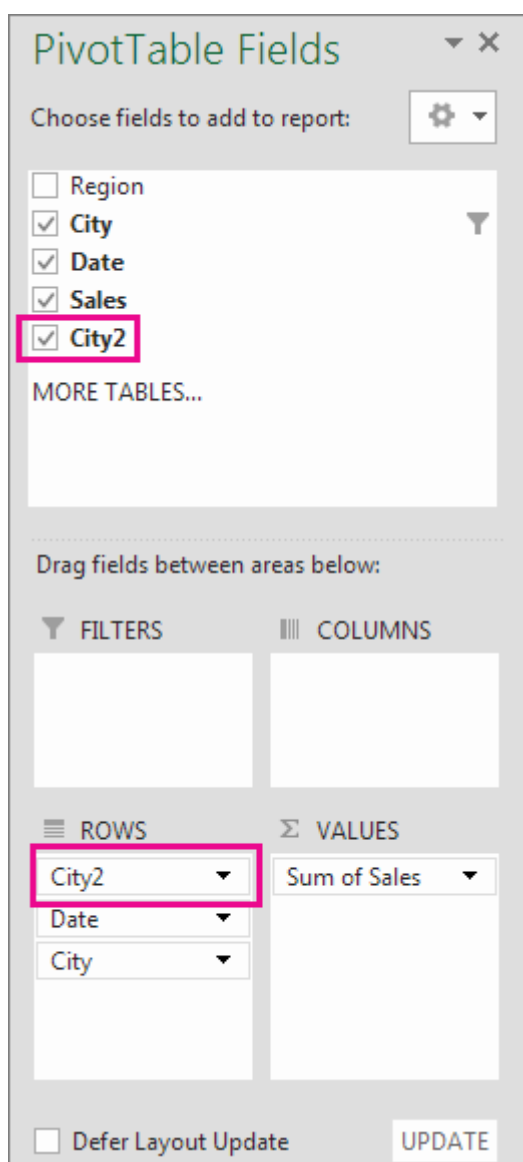 PivotTable Fields
Choose fields to add to report:
Region
City
Date
Sales
City2
MORE TABLES...
Drag fields between areas below:
FILTERS
COLUMNS
ROWS
Σ VALUES
City2
Sum of Sales
Date
City
Defer Layout Update
UPDATE